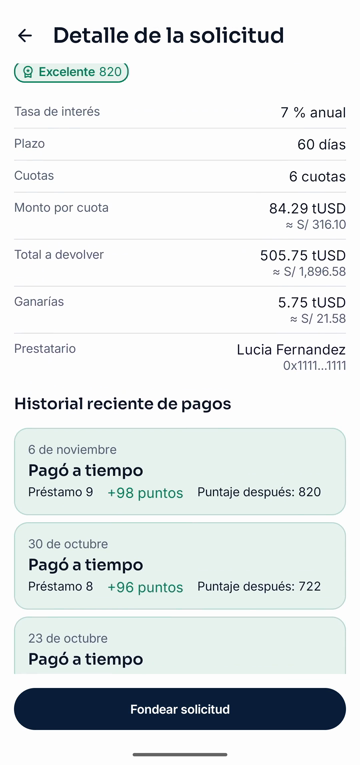 Detalle de la solicitud
Excelente 820
Tasa de interés 7 % anual
Plazo 60 días
Cuotas 6 cuotas
Monto por cuota 84.29 tUSD
≈ S/ 316.10
Total a devolver 505.75 tUSD
≈ S/ 1,896.58
Ganarías 5.75 tUSD
≈ S/ 21.58
Prestatario Lucia Fernandez
0x1111...1111
Historial reciente de pagos
6 de noviembre
Pagó a tiempo
Préstamo 9 +98 puntos Puntaje después: 820
30 de octubre
Pagó a tiempo
Préstamo 8 +96 puntos Puntaje después: 722
23 de octubre
Pagó a tiempo
Fondear solicitud